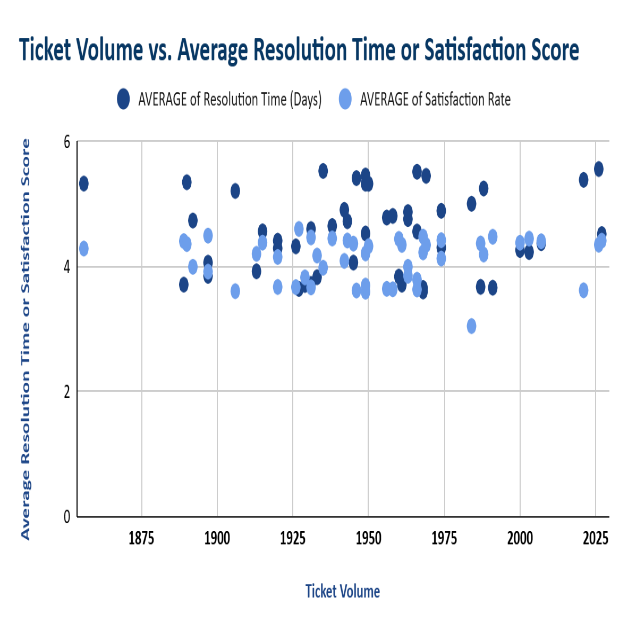 Ticket Volume vs. Average Resolution Time or Satisfaction Score
AVERAGE of Resolution Time (Days)
AVERAGE of Satisfaction Rate
Average Resolution Time or Satisfaction Score
6
4
2
0
1875
1900
1925
1950
1975
2000
2025
Ticket Volume